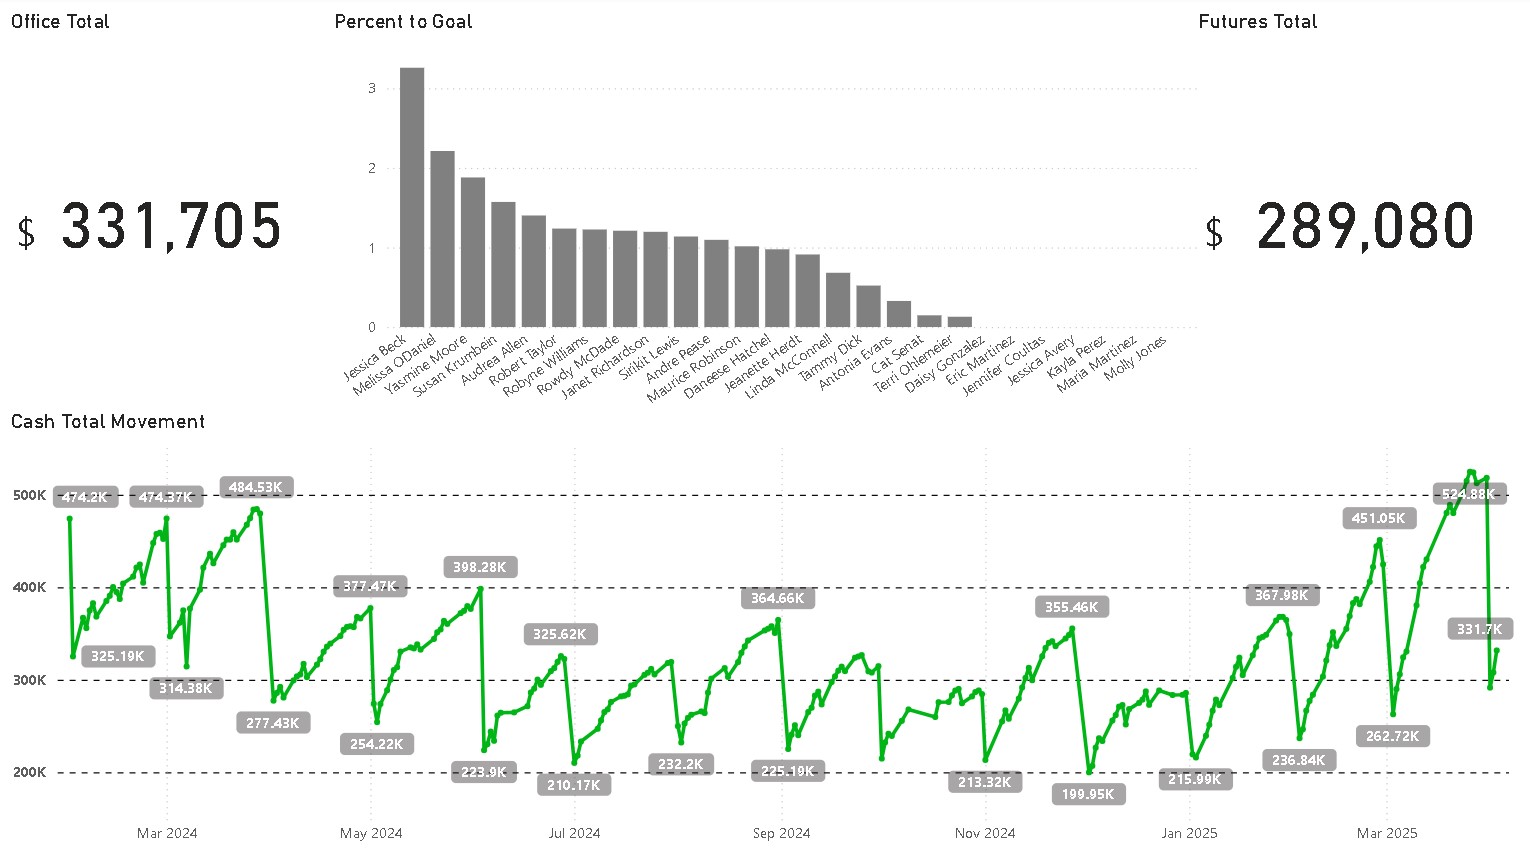 Office Total
Percent to Goal
Futures Total
$ 331,705
$ 289,080
3
2
1
0
Jessica Beck
Melissa ODaniel
Yasmine Moore
Susan Krumbein
Audrea Allen
Robert Taylor
Robyne Williams
Rowdy McDade
Janet Richardson
Sirikit Lewis
Andre Pease
Maurice Robinson
Daneese Hatchel
Jeanette Herdt
Linda McConnell
Tammy Dick
Antonia Evans
Cat Senat
Terri Ohlemeier
Daisy Gonzalez
Eric Martinez
Jennifer Coultas
Jessica Avery
Kayla Perez
Maria Martinez
Molly Jones
Cash Total Movement
500K
400K
300K
200K
474.2K
325.19K
474.37K
314.38K
484.53K
277.43K
377.47K
254.22K
398.28K
223.9K
325.62K
210.17K
232.2K
364.66K
225.19K
213.32K
355.46K
199.95K
215.99K
367.98K
236.84K
451.05K
262.72K
524.88K
331.7K
Mar 2024
May 2024
Jul 2024
Sep 2024
Nov 2024
Jan 2025
Mar 2025